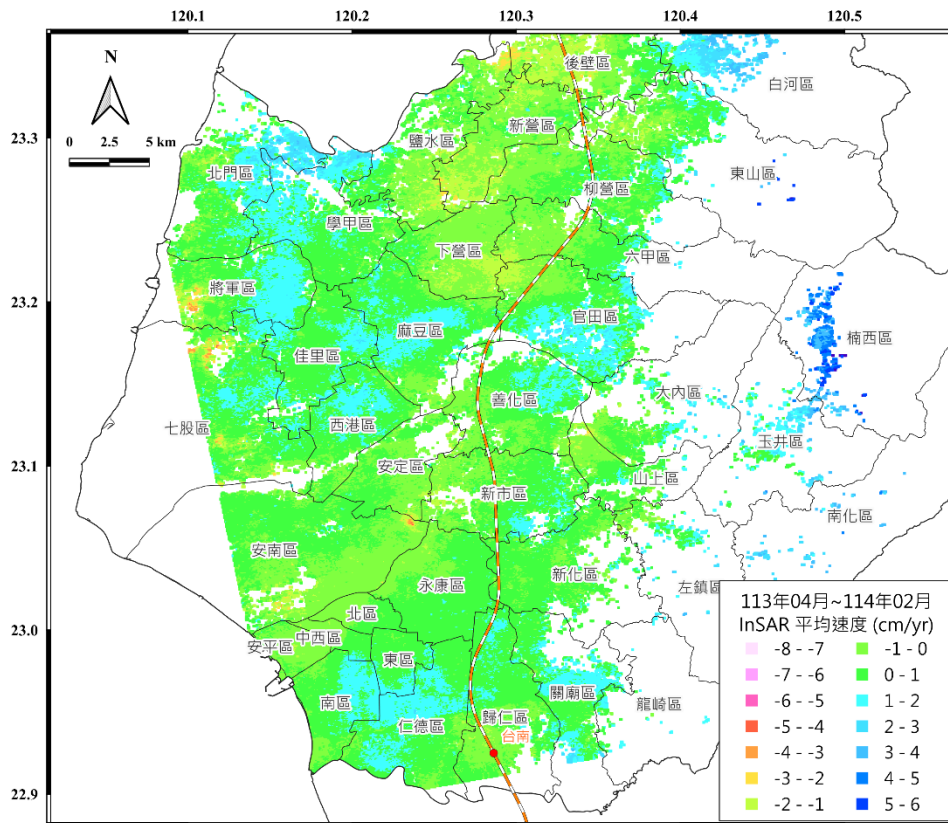 120.1 120.2 120.3 120.4 120.5
N
0 2.5 5 km
後壁區
白河區
23.3
鹽水區
新營區
北門區
東山區
柳營區
學甲區
下營區
六甲區
將軍區
23.2
麻豆區
官田區
楠西區
佳里區
大內區
善化區
西港區
七股區
玉井區
安定區
23.1
新市區
山上區
南化區
安南區
永康區
新化區
左鎮區
北區
23.0
中西區
安平區
東區
南區
關廟區
龍崎區
仁德區
歸仁區
台南
22.9
113年04月~114年02月
InSAR 平均速度 (cm/yr)
-8 - -7 -1 - 0
-7 - -6 0 - 1
-6 - -5 1 - 2
-5 - -4 2 - 3
-4 - -3 3 - 4
-3 - -2 4 - 5
-2 - -1 5 - 6